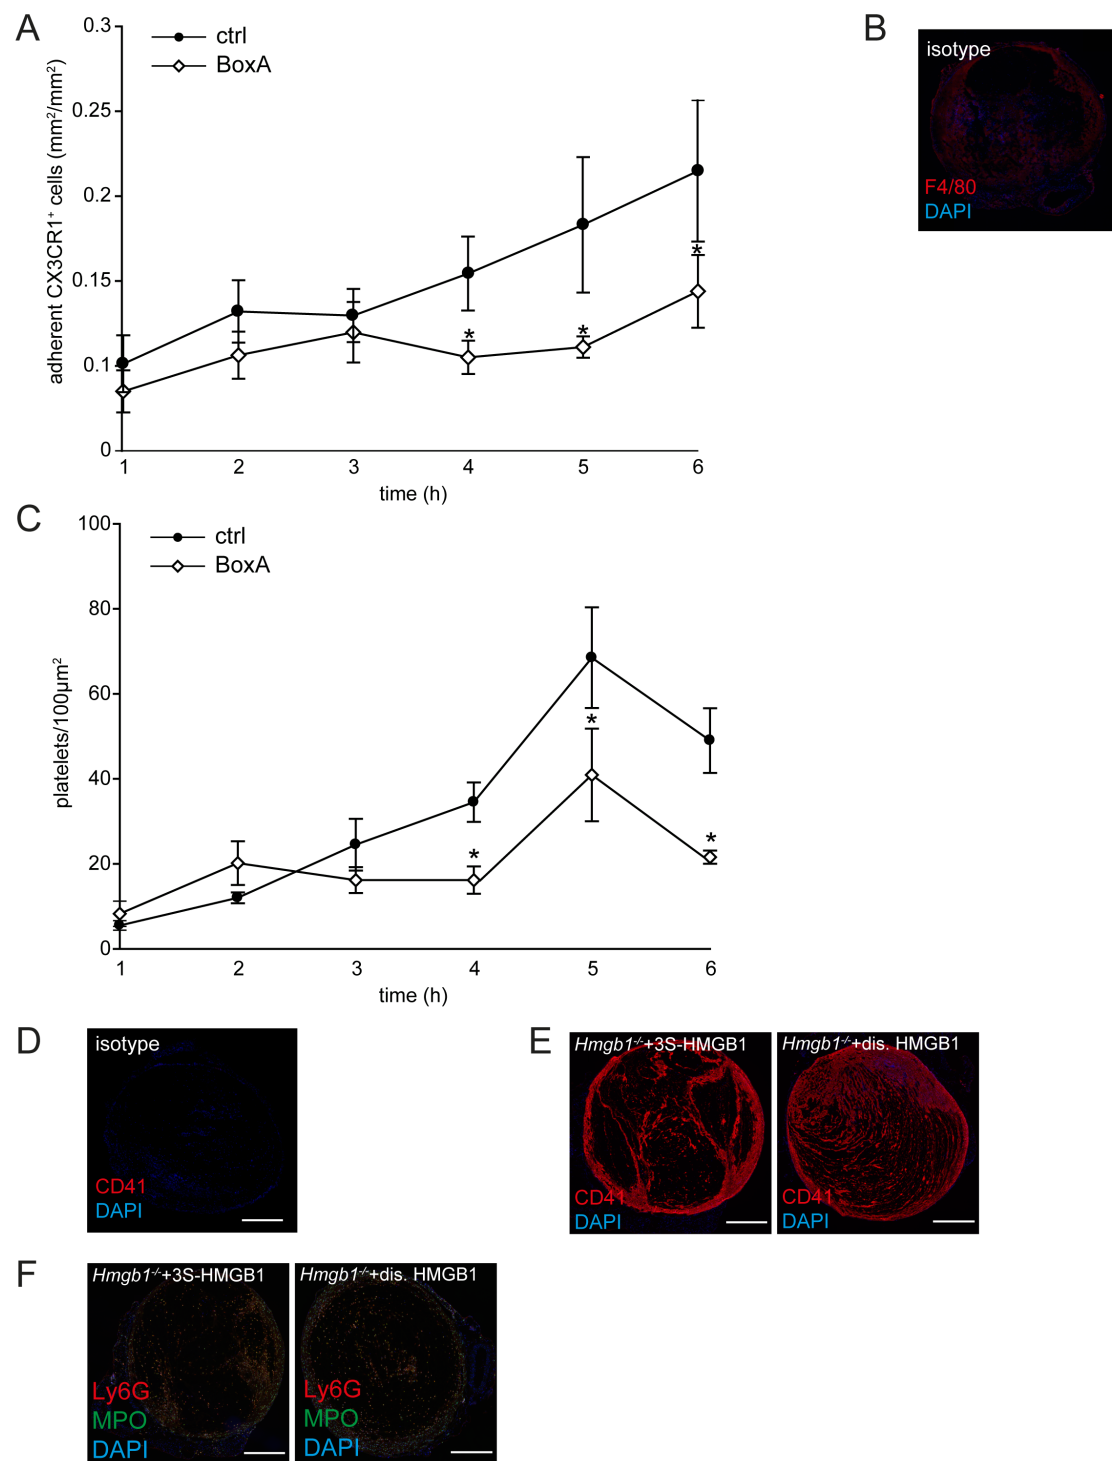 A
ctrl
BoxA
adherent CX3CR1⁺ cells (mm²/mm²)
0.3
0.25
0.2
0.15
0.1
0
1 2 3 4 5 6
* * *
time (h)
B
isotype
F4/80
DAPI
C
ctrl
BoxA
platelets/100µm²
100
80
60
40
20
0
1 2 3 4 5 6
* * *
time (h)
D
isotype
CD41
DAPI
E
Hmgb1⁻/⁻+3S-HMGB1
CD41
DAPI
Hmgb1⁻/⁻+dis. HMGB1
CD41
DAPI
F
Hmgb1⁻/⁻+3S-HMGB1
Ly6G
MPO
DAPI
Hmgb1⁻/⁻+dis. HMGB1
Ly6G
MPO
DAPI